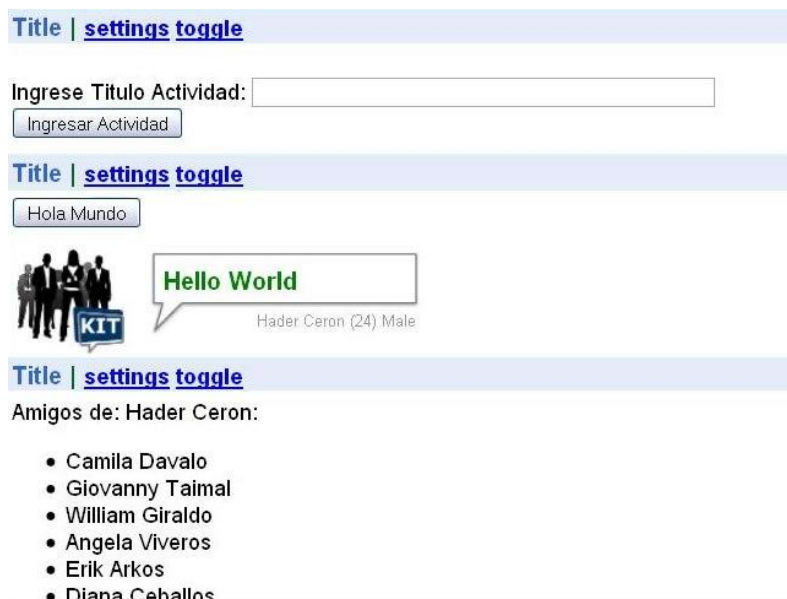 Title | settings toggle
Ingrese Titulo Actividad:
Ingresar Actividad
Title | settings toggle
Hola Mundo
KIT
Hello World
Hader Ceron (24) Male
Title | settings toggle
Amigos de: Hader Ceron:
• Camila Davalo
• Giovanny Taimal
• William Giraldo
• Angela Viveros
• Erik Arkos
• Diana Ceballos